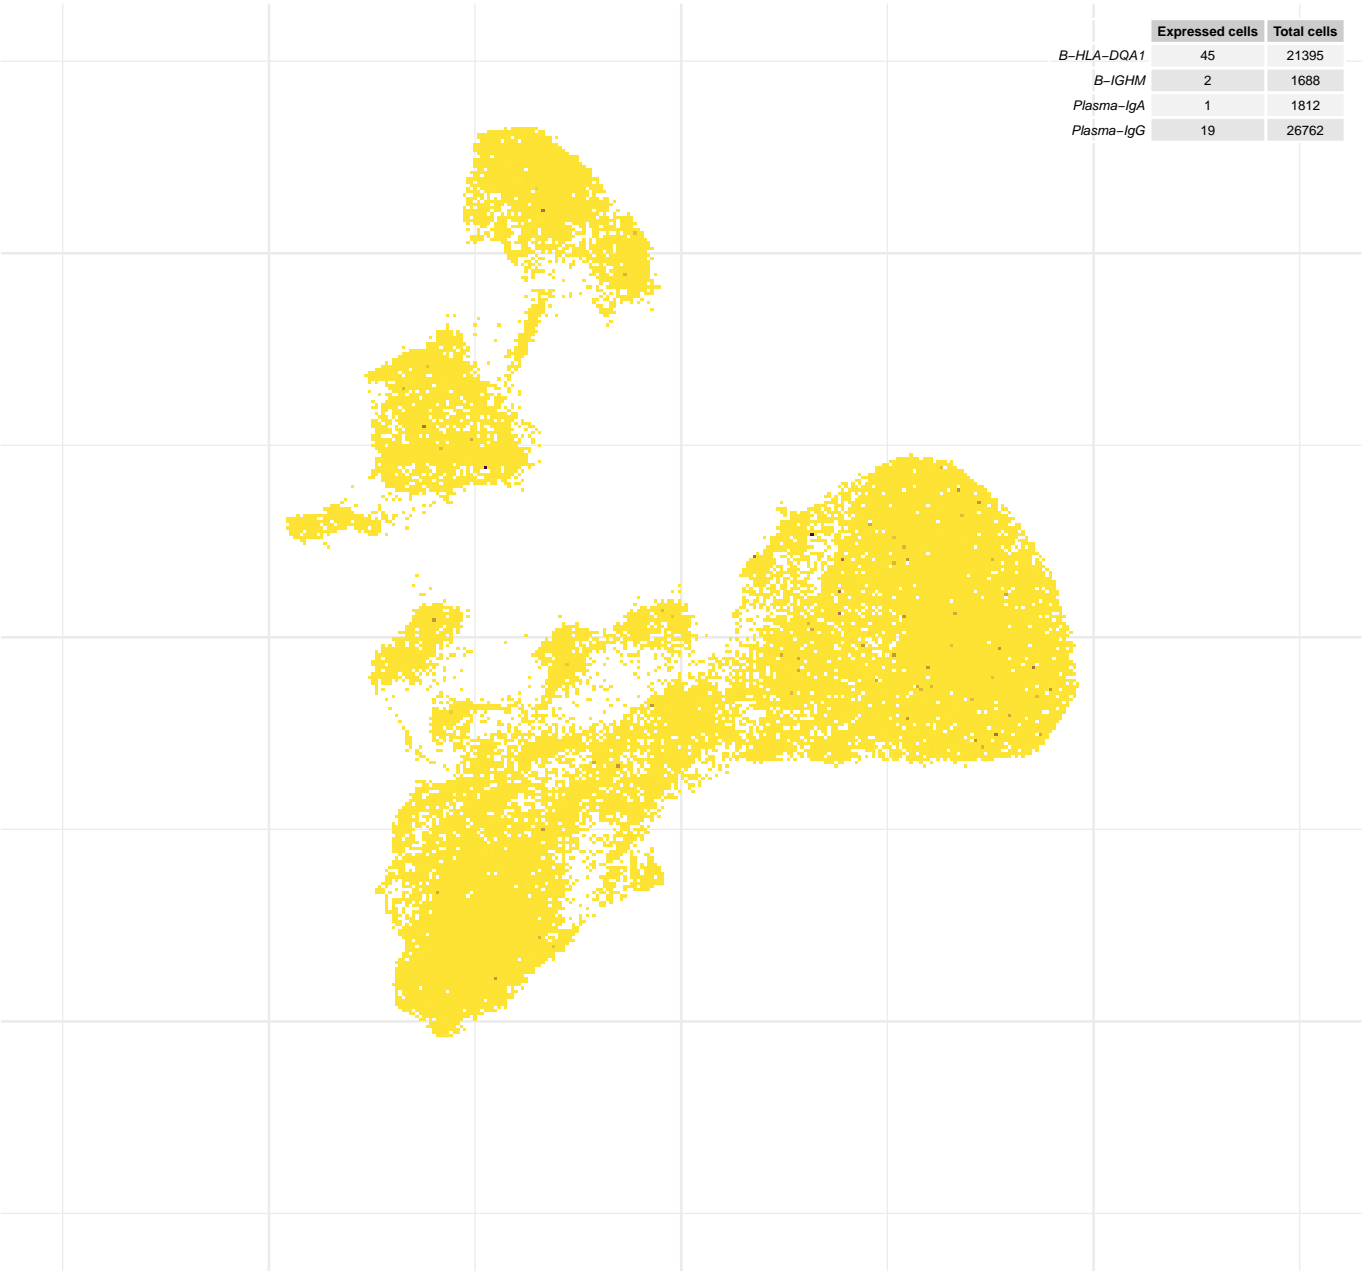 Expressed cells Total cells
B−HLA−DQA1 45 21395
B−IGHM 2 1688
Plasma−IgA 1 1812
Plasma−IgG 19 26762